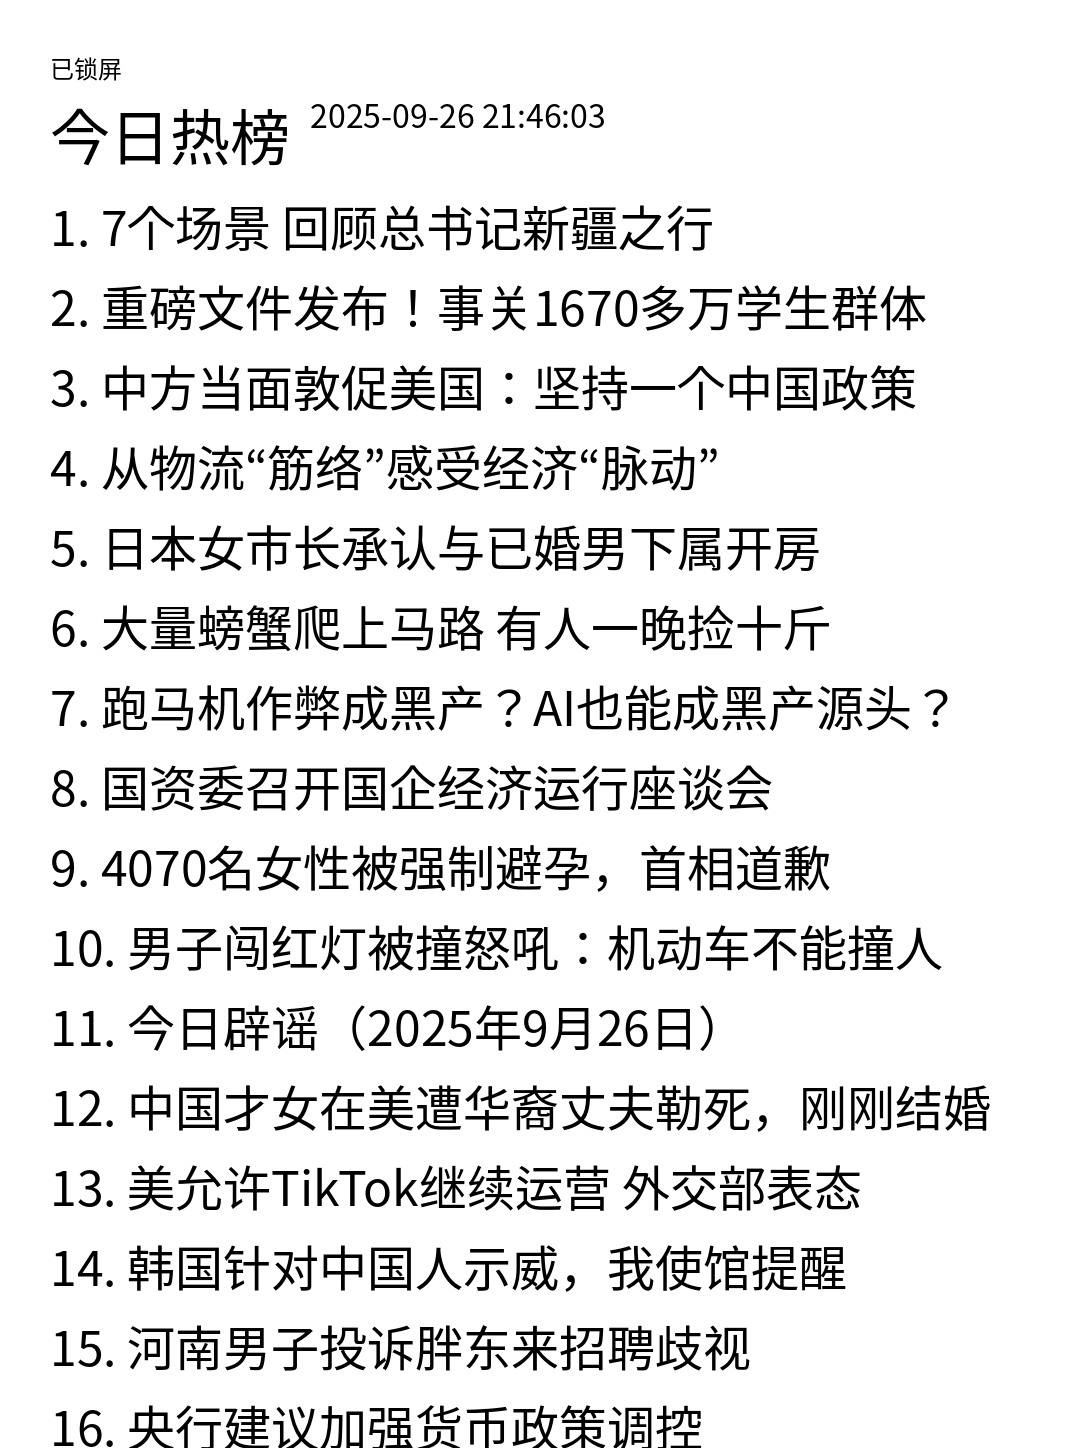 已锁屏
今日热榜 2025-09-26 21:46:03
1. 7个场景 回顾总书记新疆之行
2. 重磅文件发布！事关1670多万学生群体
3. 中方当面敦促美国：坚持一个中国政策
4. 从物流“筋络”感受经济“脉动”
5. 日本女市长承认与已婚男下属开房
6. 大量螃蟹爬上马路 有人一晚捡十斤
7. 跑马机作弊成黑产？AI也能成黑产源头？
8. 国资委召开国企经济运行座谈会
9. 4070名女性被强制避孕，首相道歉
10. 男子闯红灯被撞怒吼：机动车不能撞人
11. 今日辟谣（2025年9月26日）
12. 中国才女在美遭华裔丈夫勒死，刚刚结婚
13. 美允许TikTok继续运营 外交部表态
14. 韩国针对中国人示威，我使馆提醒
15. 河南男子投诉胖东来招聘歧视
16. 央行建议加强货币政策调控